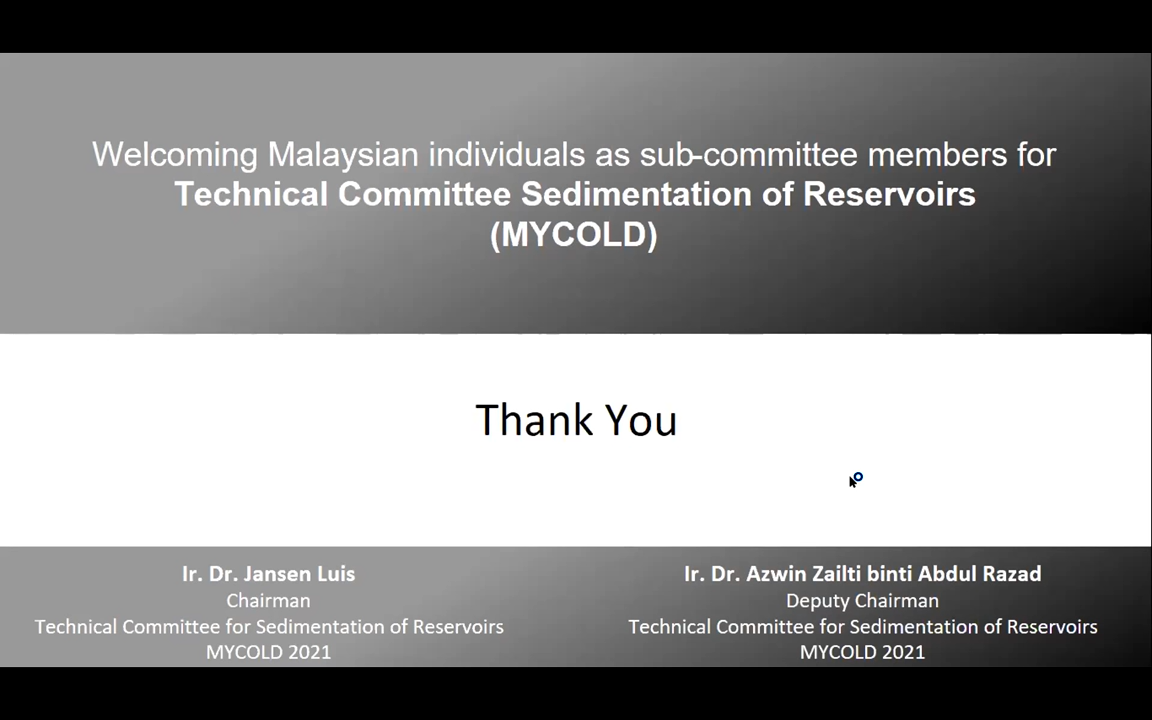 Welcoming Malaysian individuals as sub-committee members for
Technical Committee Sedimentation of Reservoirs
(MYCOLD)
Thank You
Ir. Dr. Jansen Luis
Chairman
Technical Committee for Sedimentation of Reservoirs
MYCOLD 2021
Ir. Dr. Azwin Zailti binti Abdul Razad
Deputy Chairman
Technical Committee for Sedimentation of Reservoirs
MYCOLD 2021